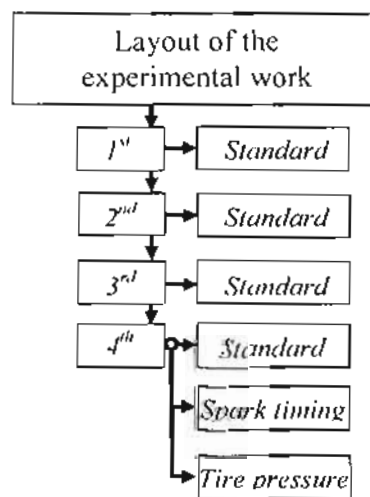 Layout of the
experimental work
1st Standard
2nd Standard
3rd Standard
4th Standard
Spark timing
Tire pressure